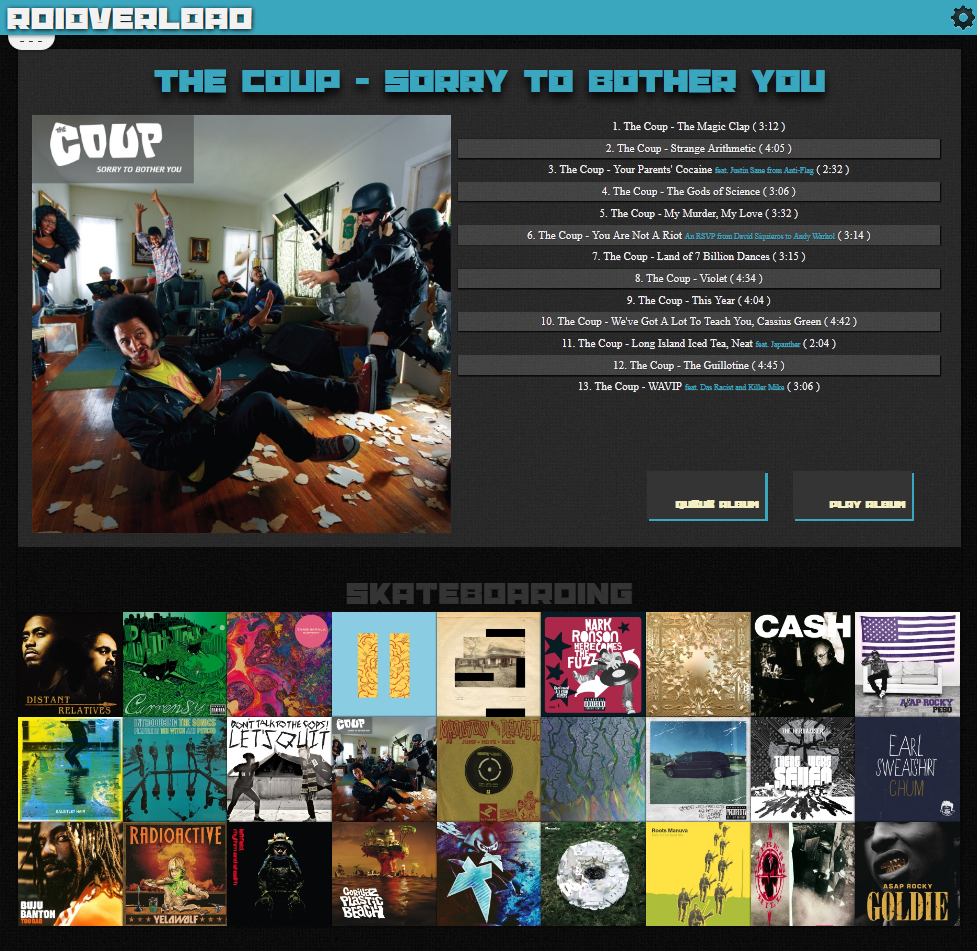 ROIOVERLOAD
- - -
THE COUP - SORRY TO BOTHER YOU
THE COUP
SORRY TO BOTHER YOU
1. The Coup - The Magic Clap ( 3:12 )
2. The Coup - Strange Arithmetic ( 4:05 )
3. The Coup - Your Parents' Cocaine feat. Justin Sane from Anti-Flag ( 2:32 )
4. The Coup - The Gods of Science ( 3:06 )
5. The Coup - My Murder, My Love ( 3:32 )
6. The Coup - You Are Not A Riot An RSVP from David Siquieros to Andy Warhol ( 3:14 )
7. The Coup - Land of 7 Billion Dances ( 3:15 )
8. The Coup - Violet ( 4:34 )
9. The Coup - This Year ( 4:04 )
10. The Coup - We've Got A Lot To Teach You, Cassius Green ( 4:42 )
11. The Coup - Long Island Iced Tea, Neat feat. Japanther ( 2:04 )
12. The Coup - The Guillotine ( 4:45 )
13. The Coup - WAVIP feat. Das Racist and Killer Mike ( 3:06 )
QUEUE ALBUM
PLAY ALBUM
SKATEBOARDING
DISTANT
RELATIVES
Curren$y
MARK
RONSON
HERE COMES
THE
FUZZ
CASH
A$AP ROCKY
PESO
INTRODUCING THE SONICS
DON'T TALK TO THE COPS!
LET'S QUIT
COUP
THESE HERE
EARL
SWEATSHIRT
CHUM
BUJU
BANTON
TOO BAD
RADIOACTIVE
YELAWOLF
GORILLAZ
PLASTIC
BEACH
Roots Manuva
A$AP ROCKY
GOLDIE